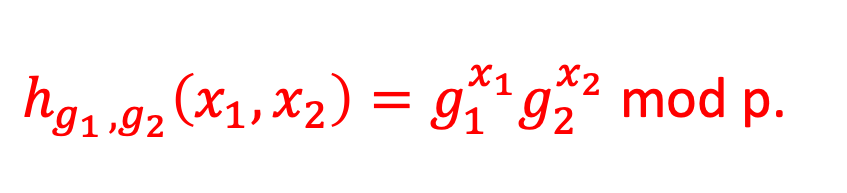 h_{g_1,g_2}(x_1, x_2) = g_1^{x_1} g_2^{x_2} mod p.